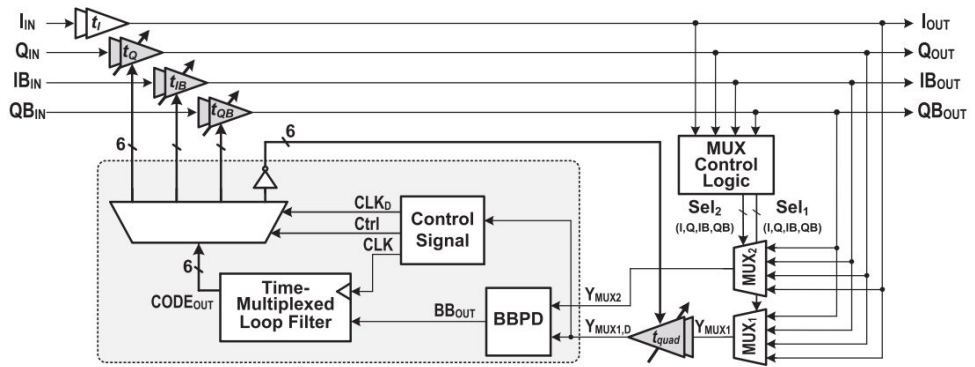 I_IN
t_I
I_OUT
Q_IN
t_Q
Q_OUT
IB_IN
t_IB
IB_OUT
QB_IN
t_QB
QB_OUT
6
6
MUX
Control
Logic
Sel_2
(I,Q,IB,QB)
Sel_1
(I,Q,IB,QB)
CLK_D
Ctrl
CLK
Control
Signal
6
CODE_OUT
Time-
Multiplexed
Loop Filter
BB_OUT
BBPD
Y_MUX2
Y_MUX1,D
t_quad
Y_MUX1
MUX_2
MUX_1